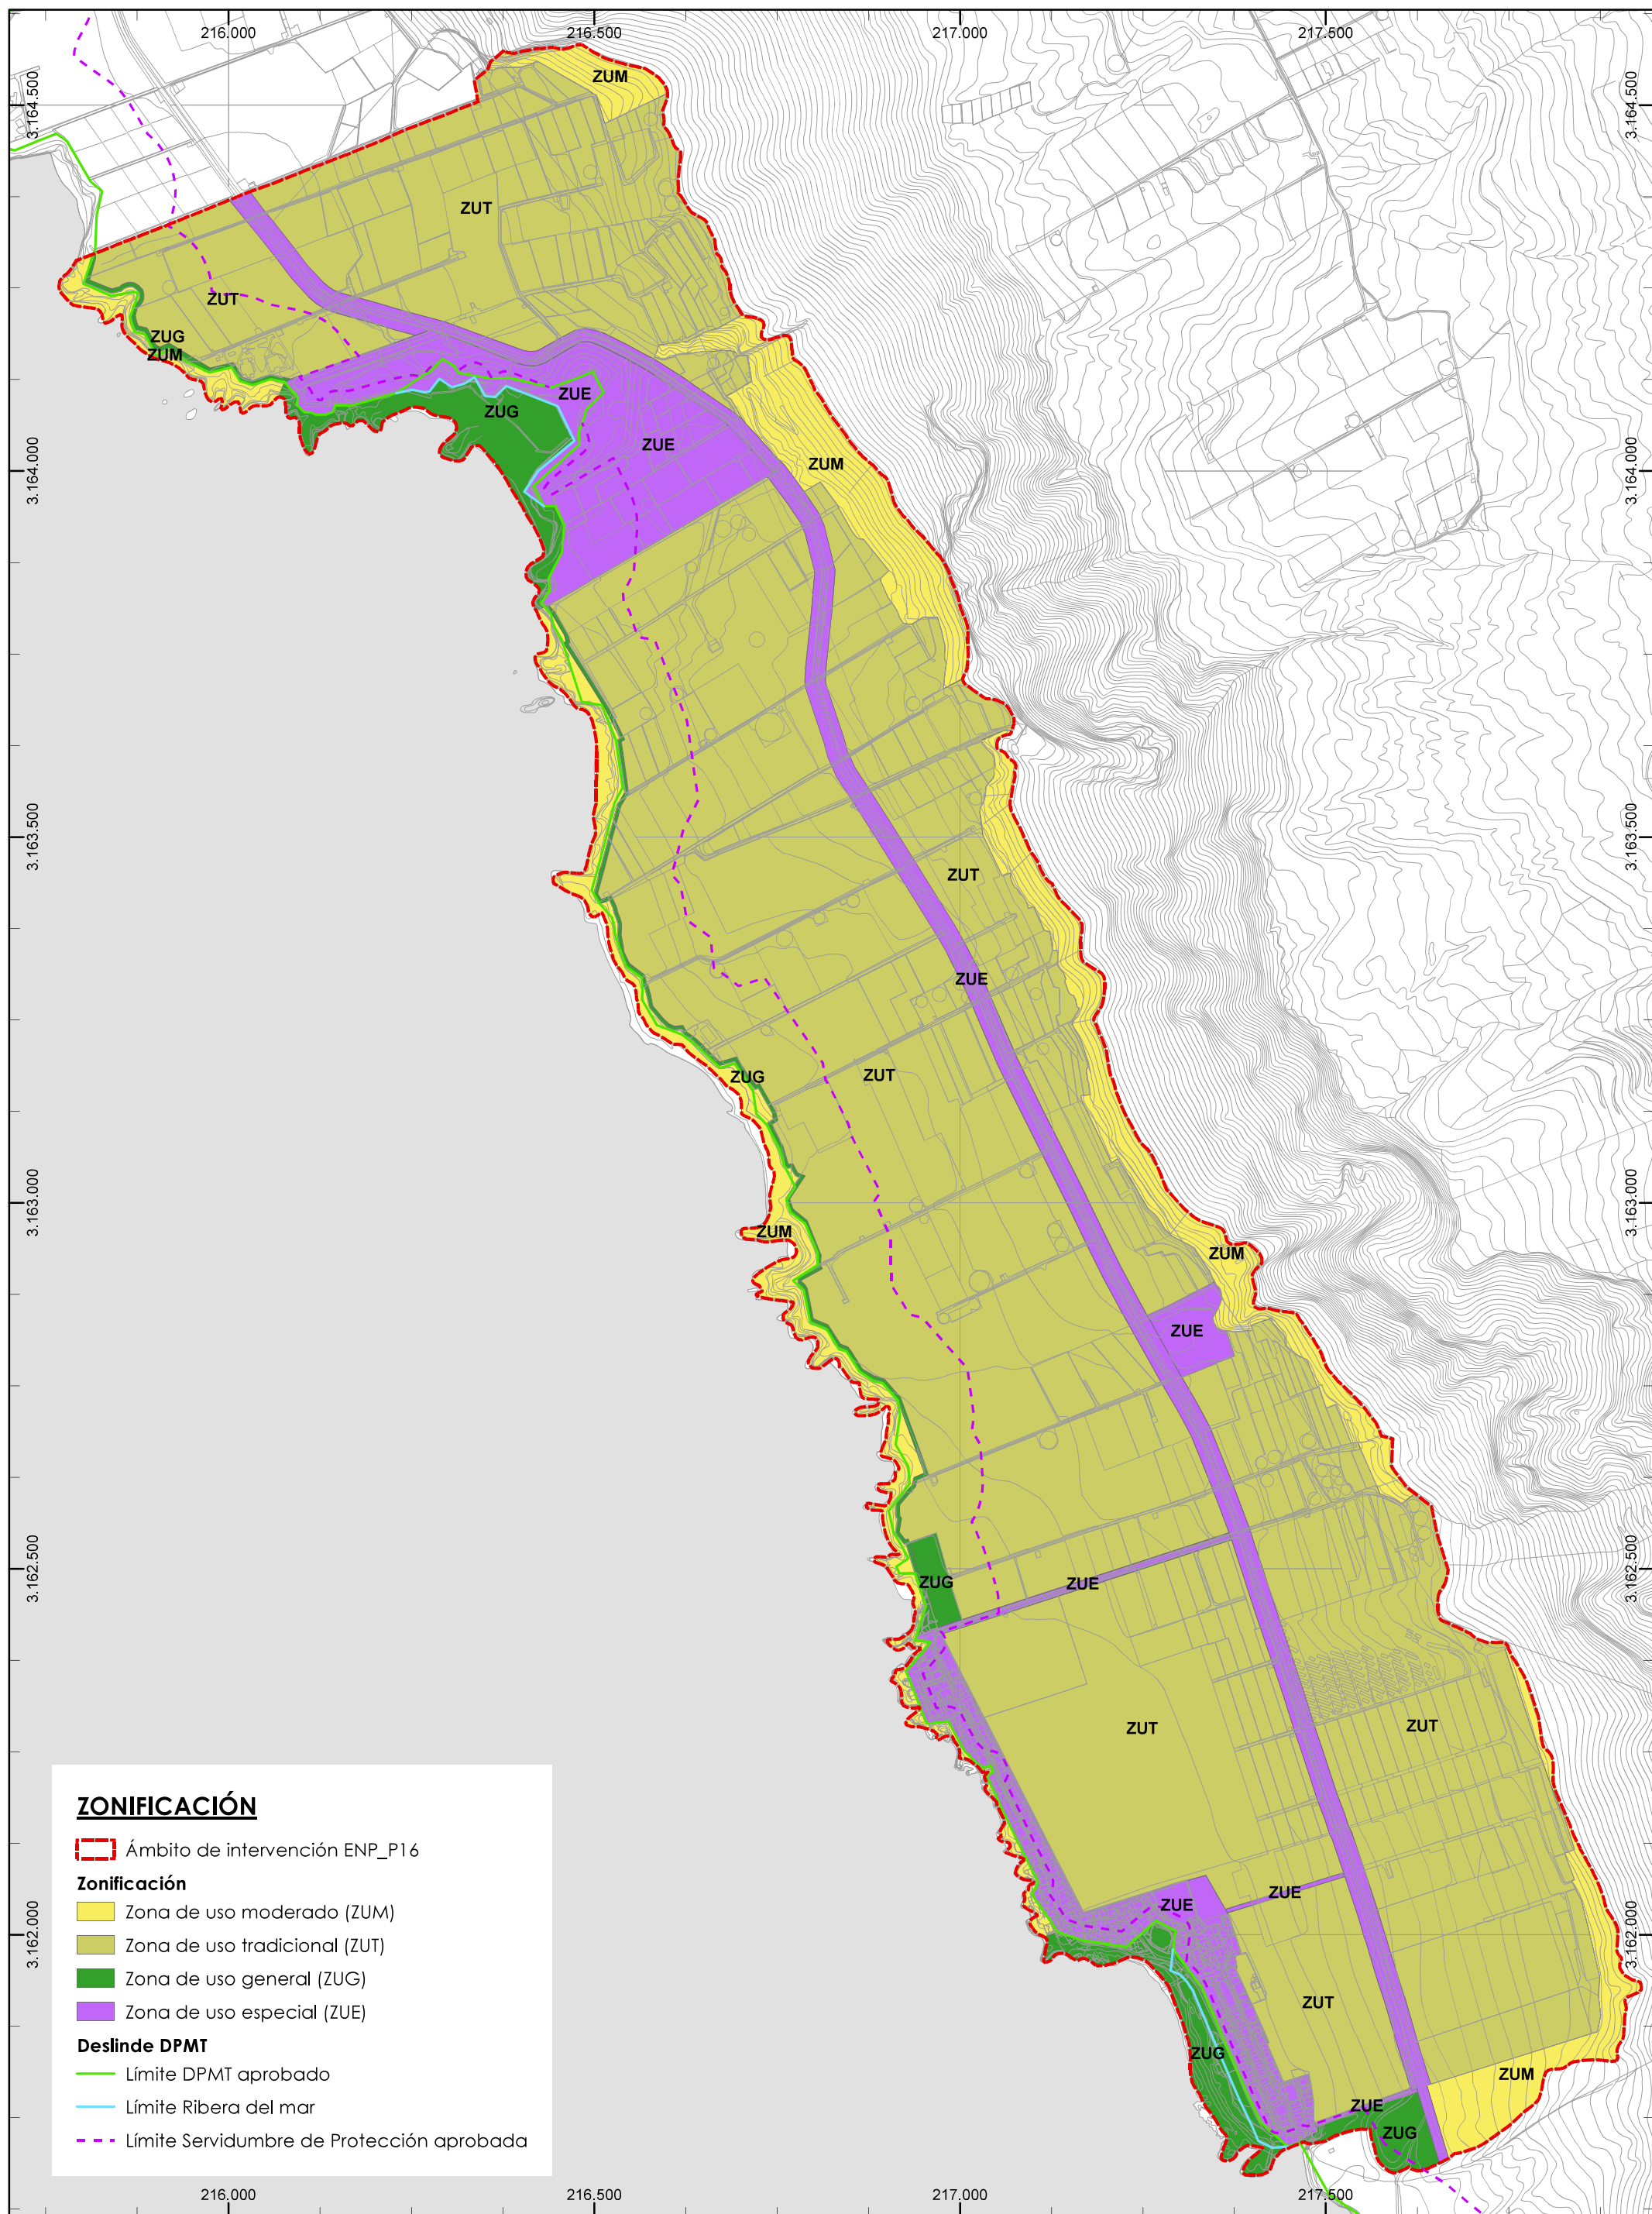 216.000
216.500
217.000
217.500
3.164.500
3.164.500
ZUM
ZUT
ZUT
ZUG
ZUM
ZUE
ZUG
ZUE
ZUM
3.164.000
3.164.000
3.163.500
3.163.500
ZUT
ZUE
ZUG
ZUT
3.163.000
3.163.000
ZUM
ZUM
ZUE
3.162.500
3.162.500
ZUG
ZUE
ZUT
ZUT
ZUE
ZUE
3.162.000
3.162.000
ZUT
ZUG
ZUM
ZUE
ZUG
ZONIFICACIÓN
Ámbito de intervención ENP_P16
Zonificación
Zona de uso moderado (ZUM)
Zona de uso tradicional (ZUT)
Zona de uso general (ZUG)
Zona de uso especial (ZUE)
Deslinde DPMT
Límite DPMT aprobado
Límite Ribera del mar
Límite Servidumbre de Protección aprobada
216.000
216.500
217.000
217.500